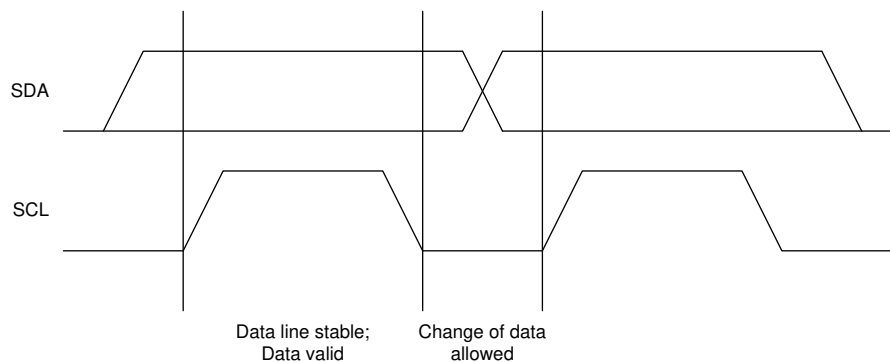 SDA
SCL
Data line stable;
Data valid
Change of data
allowed